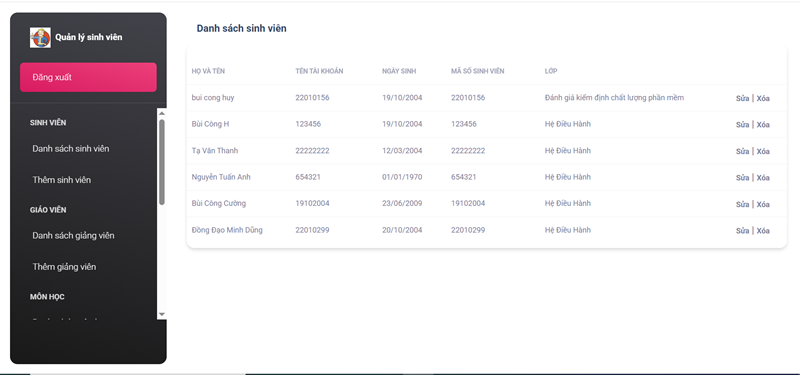 Quản lý sinh viên
Đăng xuất
SINH VIÊN
Danh sách sinh viên
Thêm sinh viên
GIÁO VIÊN
Danh sách giảng viên
Thêm giảng viên
MÔN HỌC
Danh sách sinh viên
HỌ VÀ TÊN TÊN TÀI KHOẢN NGÀY SINH MÃ SỐ SINH VIÊN LỚP
bui cong huy 22010156 19/10/2004 22010156 Đánh giá kiểm định chất lượng phần mềm Sửa | Xóa
Bùi Công H 123456 19/10/2004 123456 Hệ Điều Hành Sửa | Xóa
Tạ Văn Thanh 22222222 12/03/2004 22222222 Hệ Điều Hành Sửa | Xóa
Nguyễn Tuấn Anh 654321 01/01/1970 654321 Hệ Điều Hành Sửa | Xóa
Bùi Công Cường 19102004 23/06/2009 19102004 Hệ Điều Hành Sửa | Xóa
Đồng Đạo Minh Dũng 22010299 20/10/2004 22010299 Hệ Điều Hành Sửa | Xóa